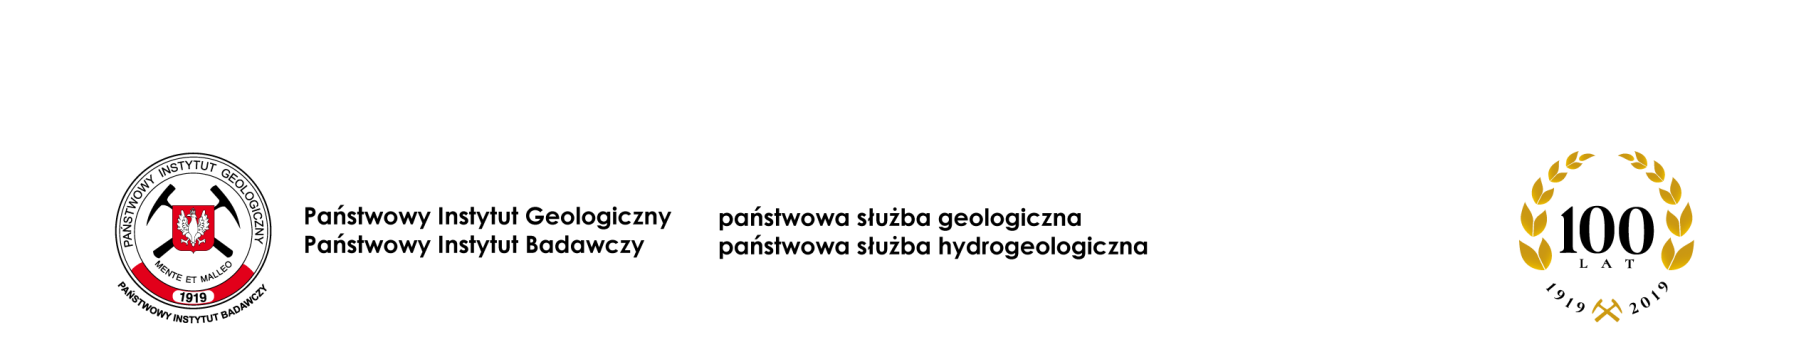 PAŃSTWOWY INSTYTUT GEOLOGICZNY
MENTE ET MALLEO
1919
PAŃSTWOWY INSTYTUT BADAWCZY
Państwowy Instytut Geologiczny
Państwowy Instytut Badawczy
państwowa służba geologiczna
państwowa służba hydrogeologiczna
100
LAT
1919 2019